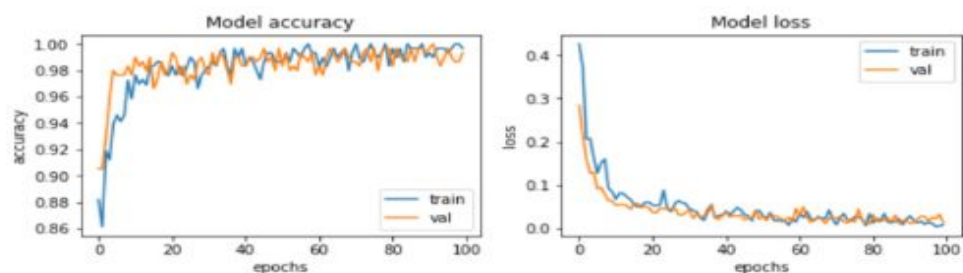 Model accuracy
1.00
0.98
0.96
0.94
0.92
0.90
0.88
0.86
accuracy
train
val
0 20 40 60 80 100
epochs
Model loss
0.4
0.3
0.2
0.1
0.0
loss
train
val
0 20 40 60 80 100
epochs